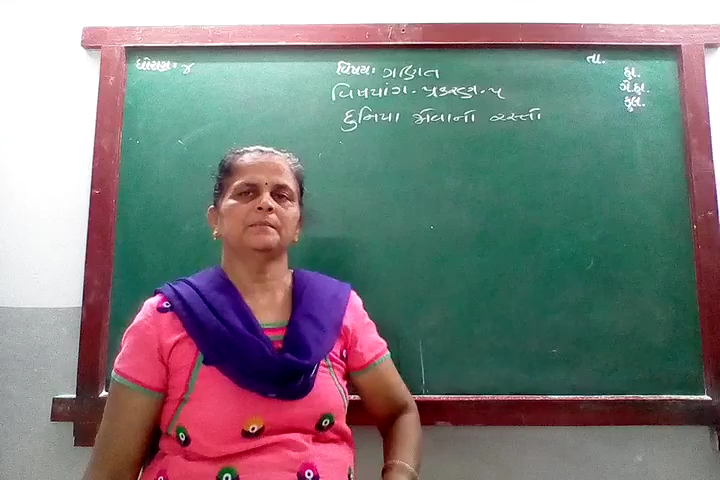 ધોરણ: ૪
વિષય: ગણિત
વિષયાંગ - પ્રકરણ - ૫
દુનિયા જોવાનો રસ્તો
તા.
હા.
ગે.હા.
કુલ.